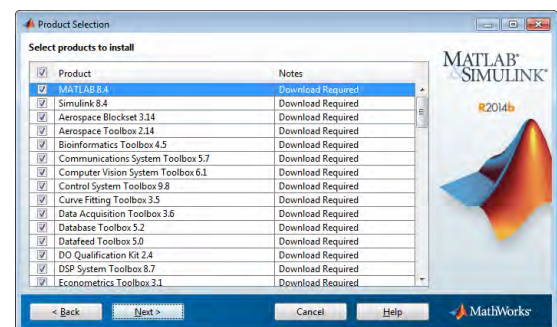 Product Selection
Select products to install
Product Notes
MATLAB 8.4 Download Required
Simulink 8.4 Download Required
Aerospace Blockset 3.14 Download Required
Aerospace Toolbox 2.14 Download Required
Bioinformatics Toolbox 4.5 Download Required
Communications System Toolbox 5.7 Download Required
Computer Vision System Toolbox 6.1 Download Required
Control System Toolbox 9.8 Download Required
Curve Fitting Toolbox 3.5 Download Required
Data Acquisition Toolbox 3.6 Download Required
Database Toolbox 5.2 Download Required
Datafeed Toolbox 5.0 Download Required
DO Qualification Kit 2.4 Download Required
DSP System Toolbox 8.7 Download Required
Econometrics Toolbox 3.1 Download Required
MATLAB®
SIMULINK®
R2014b
< Back Next > Cancel Help MathWorks®